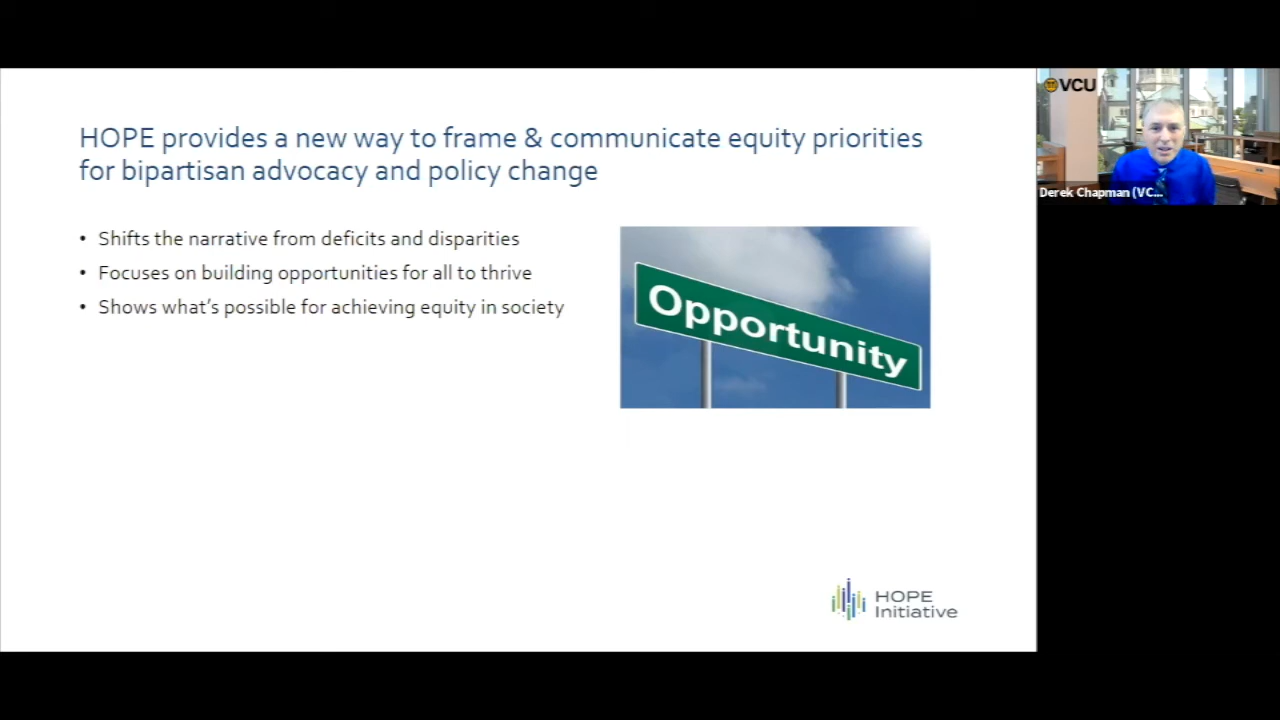 HOPE provides a new way to frame & communicate equity priorities
for bipartisan advocacy and policy change
• Shifts the narrative from deficits and disparities
• Focuses on building opportunities for all to thrive
• Shows what's possible for achieving equity in society
Opportunity
HOPE
Initiative
VCU
Derek Chapman (VC...